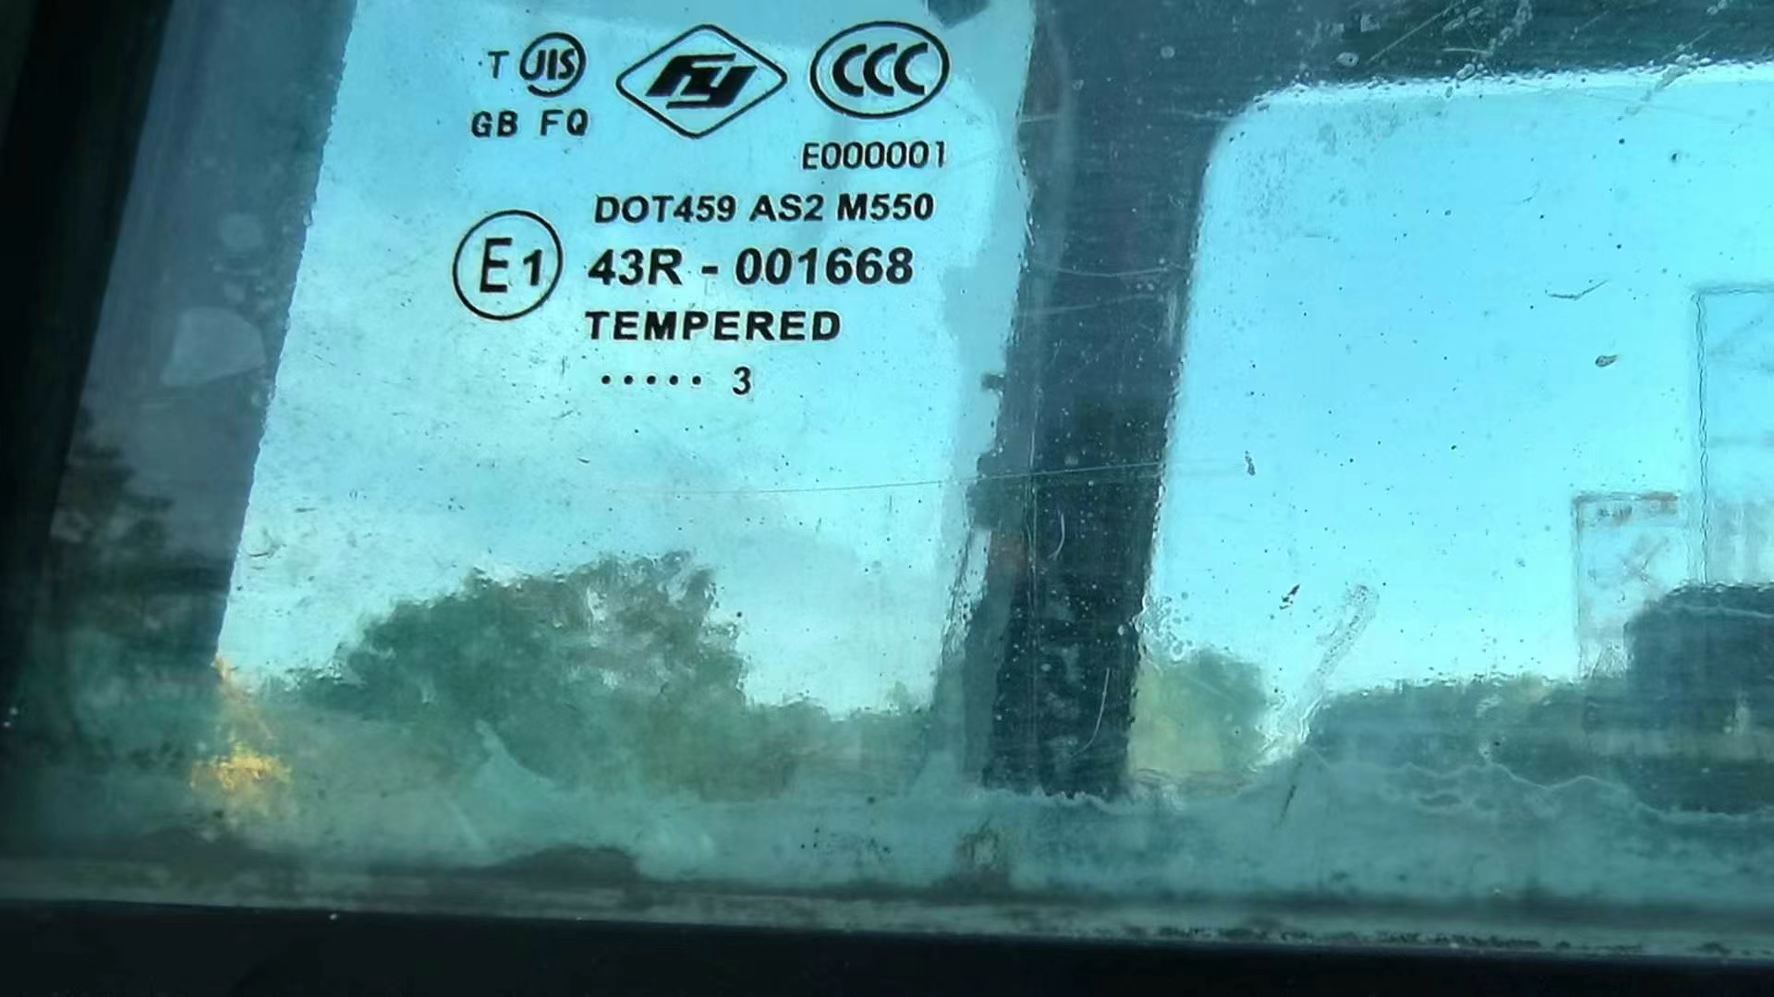 T JIS
GB FQ
fy
CCC
E000001
DOT459 AS2 M550
E1 43R - 001668
TEMPERED
..... 3